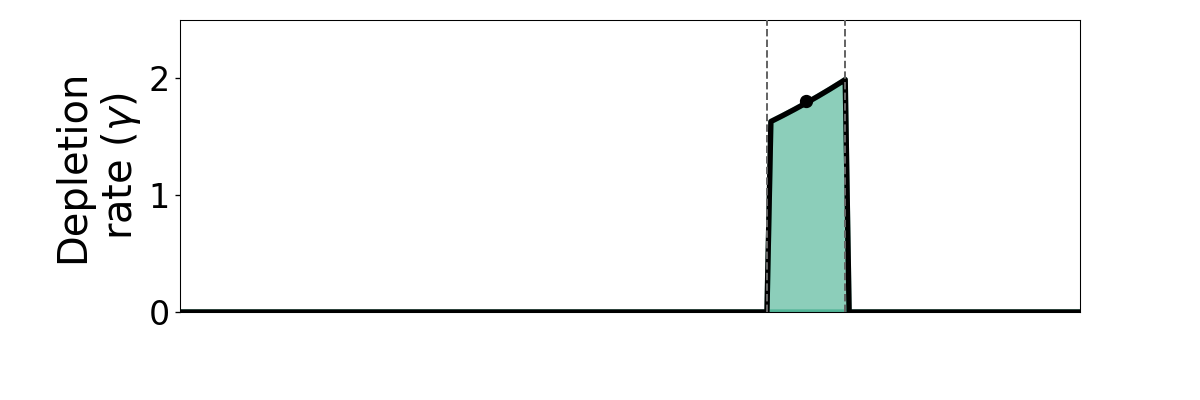 Depletion
rate (γ)
2
1
0